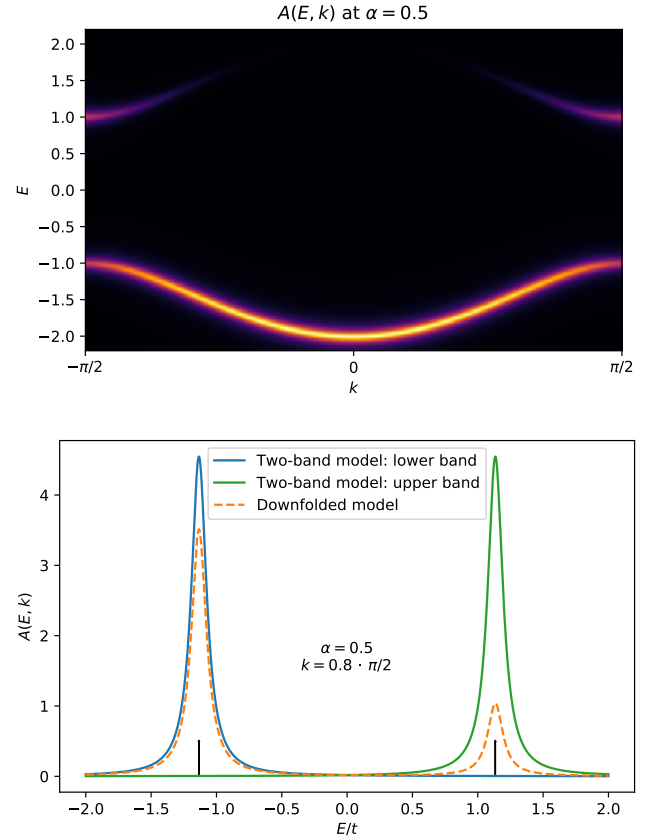 A(E, k) at α = 0.5
2.0
1.5
1.0
0.5
0.0
−0.5
−1.0
−1.5
−2.0
E
−π/2
0
π/2
k
Two-band model: lower band
Two-band model: upper band
Downfolded model
4
3
2
1
0
A(E, k)
α = 0.5
k = 0.8 · π/2
−2.0
−1.5
−1.0
−0.5
0.0
0.5
1.0
1.5
2.0
E/t